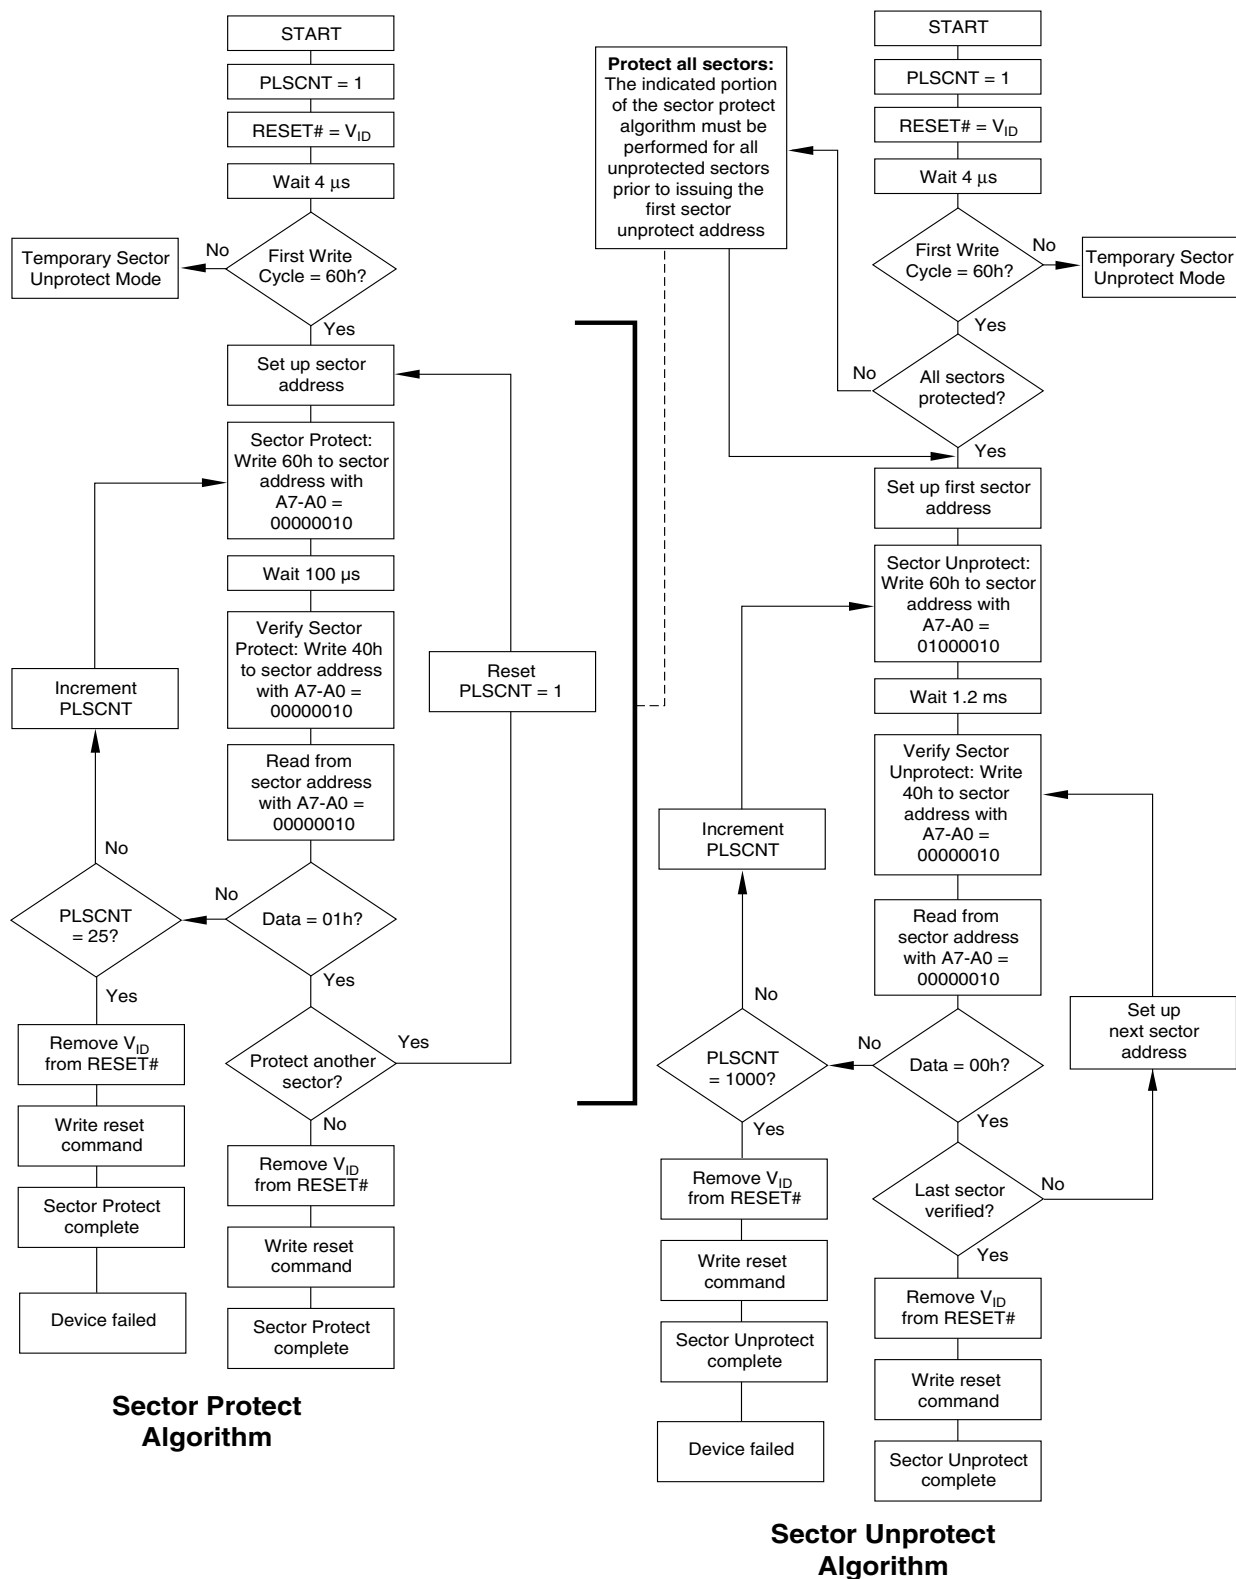 START
PLSCNT = 1
RESET# = VID
Wait 4 μs
First Write
Cycle = 60h?
No
Temporary Sector
Unprotect Mode
Yes
Set up sector
address
Sector Protect:
Write 60h to sector
address with
A7-A0 =
00000010
Wait 100 µs
Verify Sector
Protect: Write 40h
to sector address
with A7-A0 =
00000010
Reset
PLSCNT = 1
Increment
PLSCNT
Read from
sector address
with A7-A0 =
00000010
No
No
PLSCNT
= 25?
Data = 01h?
Yes
Yes
Remove VID
from RESET#
Protect another
sector?
Yes
No
Write reset
command
Remove VID
from RESET#
Sector Protect
complete
Write reset
command
Device failed
Sector Protect
complete
Sector Protect
Algorithm
Protect all sectors:
The indicated portion
of the sector protect
algorithm must be
performed for all
unprotected sectors
prior to issuing the
first sector
unprotect address
START
PLSCNT = 1
RESET# = VID
Wait 4 μs
First Write
Cycle = 60h?
No
Temporary Sector
Unprotect Mode
Yes
No
All sectors
protected?
Yes
Set up first sector
address
Sector Unprotect:
Write 60h to sector
address with
A7-A0 =
01000010
Wait 1.2 ms
Verify Sector
Unprotect: Write
40h to sector
address with
A7-A0 =
00000010
Increment
PLSCNT
Read from
sector address
with A7-A0 =
00000010
No
No
Set up
next sector
address
PLSCNT
= 1000?
Data = 00h?
Yes
Yes
Remove VID
from RESET#
Last sector
verified?
No
Yes
Write reset
command
Remove VID
from RESET#
Sector Unprotect
complete
Write reset
command
Device failed
Sector Unprotect
complete
Sector Unprotect
Algorithm